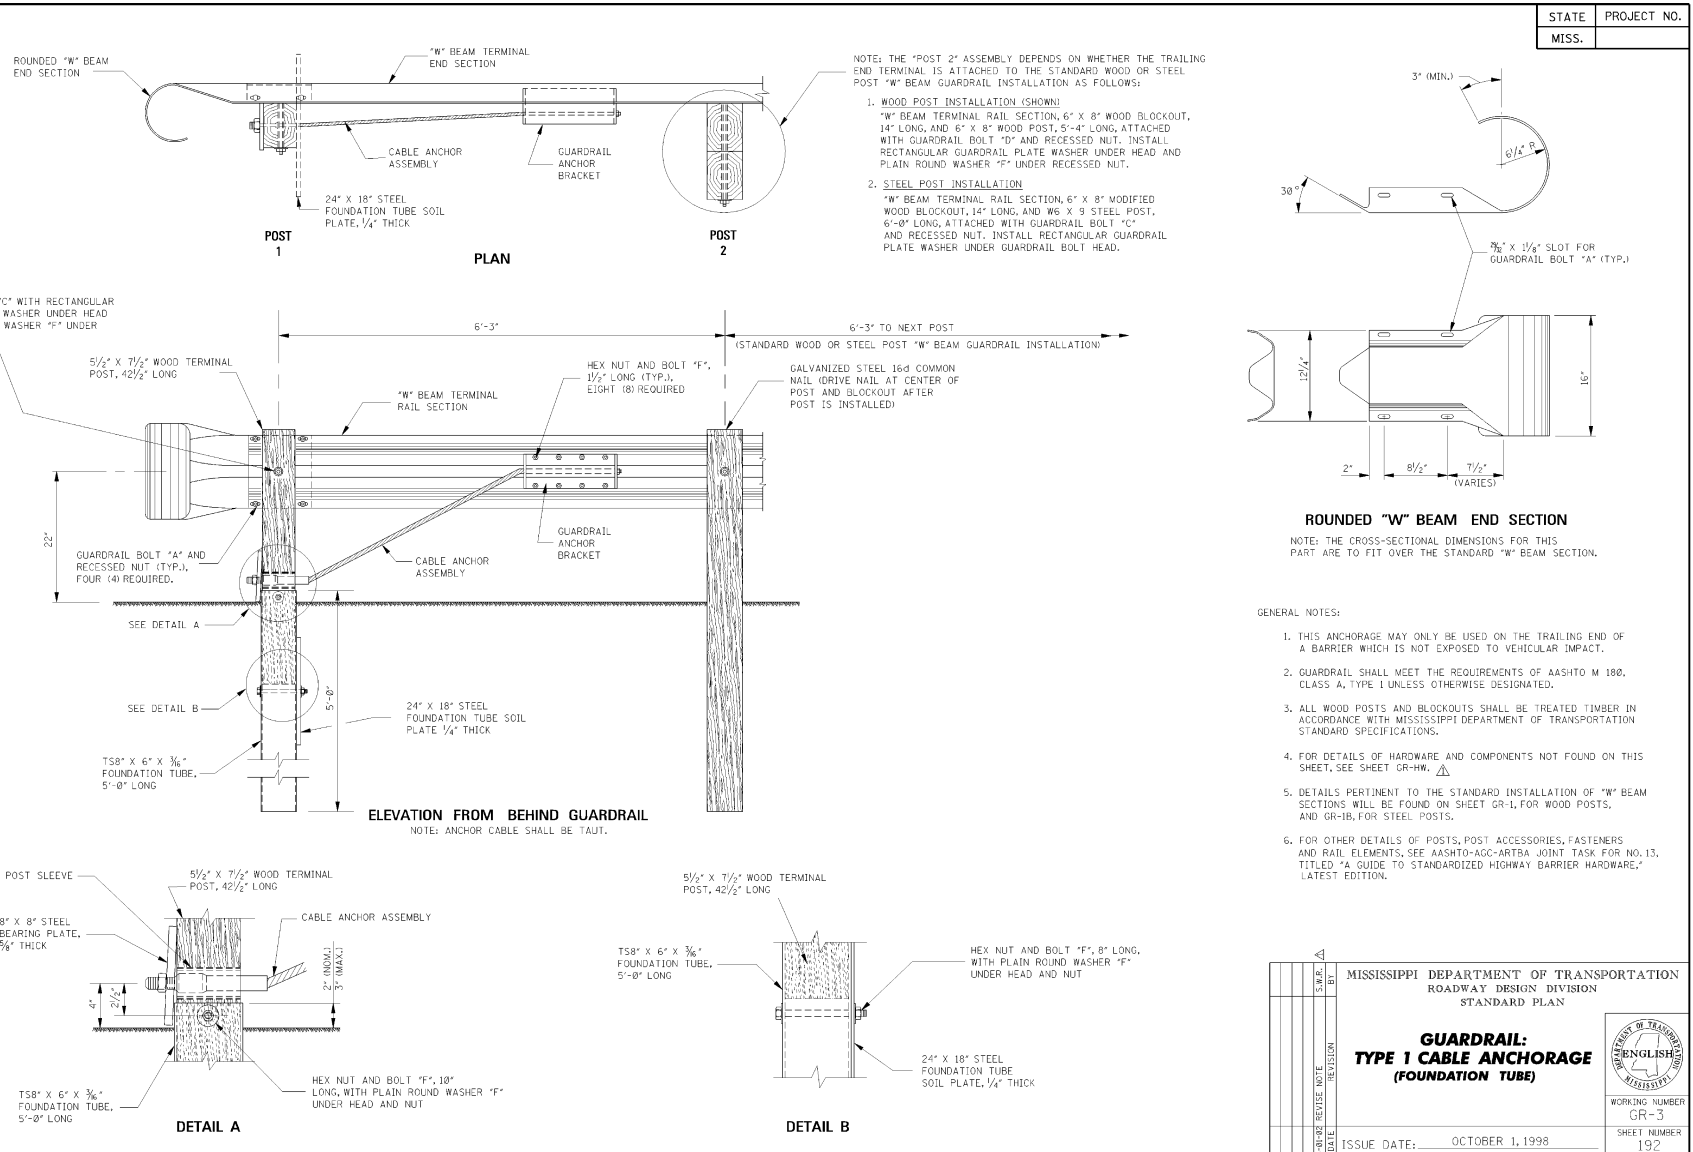 STATE PROJECT NO.
MISS.
ROUNDED "W" BEAM
END SECTION
"W" BEAM TERMINAL
END SECTION
CABLE ANCHOR
ASSEMBLY
GUARDRAIL
ANCHOR
BRACKET
24" X 18" STEEL
FOUNDATION TUBE SOIL
PLATE, 1/4" THICK
POST
1
POST
2
PLAN
NOTE: THE "POST 2" ASSEMBLY DEPENDS ON WHETHER THE TRAILING
END TERMINAL IS ATTACHED TO THE STANDARD WOOD OR STEEL
POST "W" BEAM GUARDRAIL INSTALLATION AS FOLLOWS:
1. WOOD POST INSTALLATION (SHOWN)
"W" BEAM TERMINAL RAIL SECTION, 6" X 8" WOOD BLOCKOUT,
14" LONG, AND 6" X 8" WOOD POST, 5'-4" LONG, ATTACHED
WITH GUARDRAIL BOLT "D" AND RECESSED NUT. INSTALL
RECTANGULAR GUARDRAIL PLATE WASHER UNDER HEAD AND
PLAIN ROUND WASHER "F" UNDER RECESSED NUT.
2. STEEL POST INSTALLATION
"W" BEAM TERMINAL RAIL SECTION, 6" X 8" MODIFIED
WOOD BLOCKOUT, 14" LONG, AND W6 X 9 STEEL POST,
6'-0" LONG, ATTACHED WITH GUARDRAIL BOLT "C"
AND RECESSED NUT. INSTALL RECTANGULAR GUARDRAIL
PLATE WASHER UNDER GUARDRAIL BOLT HEAD.
3" (MIN.)
6 1/4" R
30°
29/32" X 1 1/8" SLOT FOR
GUARDRAIL BOLT "A" (TYP.)
12 1/4"
16"
2"
8 1/2"
7 1/2"
(VARIES)
ROUNDED "W" BEAM END SECTION
NOTE: THE CROSS-SECTIONAL DIMENSIONS FOR THIS
PART ARE TO FIT OVER THE STANDARD "W" BEAM SECTION.
"C" WITH RECTANGULAR
WASHER UNDER HEAD
WASHER "F" UNDER
6'-3"
6'-3" TO NEXT POST
(STANDARD WOOD OR STEEL POST "W" BEAM GUARDRAIL INSTALLATION)
5 1/2" X 7 1/2" WOOD TERMINAL
POST, 42 1/2" LONG
"W" BEAM TERMINAL
RAIL SECTION
HEX NUT AND BOLT "F",
1 1/2" LONG (TYP.),
EIGHT (8) REQUIRED
GALVANIZED STEEL 16d COMMON
NAIL (DRIVE NAIL AT CENTER OF
POST AND BLOCKOUT AFTER
POST IS INSTALLED)
22"
GUARDRAIL BOLT "A" AND
RECESSED NUT (TYP.),
FOUR (4) REQUIRED.
CABLE ANCHOR
ASSEMBLY
GUARDRAIL
ANCHOR
BRACKET
SEE DETAIL A
SEE DETAIL B
5'-0"
24" X 18" STEEL
FOUNDATION TUBE SOIL
PLATE 1/4" THICK
TS8" X 6" X 3/16"
FOUNDATION TUBE,
5'-0" LONG
ELEVATION FROM BEHIND GUARDRAIL
NOTE: ANCHOR CABLE SHALL BE TAUT.
GENERAL NOTES:
1. THIS ANCHORAGE MAY ONLY BE USED ON THE TRAILING END OF
A BARRIER WHICH IS NOT EXPOSED TO VEHICULAR IMPACT.
2. GUARDRAIL SHALL MEET THE REQUIREMENTS OF AASHTO M 180,
CLASS A, TYPE 1 UNLESS OTHERWISE DESIGNATED.
3. ALL WOOD POSTS AND BLOCKOUTS SHALL BE TREATED TIMBER IN
ACCORDANCE WITH MISSISSIPPI DEPARTMENT OF TRANSPORTATION
STANDARD SPECIFICATIONS.
4. FOR DETAILS OF HARDWARE AND COMPONENTS NOT FOUND ON THIS
SHEET, SEE SHEET GR-HW.
5. DETAILS PERTINENT TO THE STANDARD INSTALLATION OF "W" BEAM
SECTIONS WILL BE FOUND ON SHEET GR-1, FOR WOOD POSTS,
AND GR-1B, FOR STEEL POSTS.
6. FOR OTHER DETAILS OF POSTS, POST ACCESSORIES, FASTENERS
AND RAIL ELEMENTS, SEE AASHTO-AGC-ARTBA JOINT TASK FOR NO. 13,
TITLED "A GUIDE TO STANDARDIZED HIGHWAY BARRIER HARDWARE,"
LATEST EDITION.
POST SLEEVE
5 1/2" X 7 1/2" WOOD TERMINAL
POST, 42 1/2" LONG
8" X 8" STEEL
BEARING PLATE,
5/8" THICK
CABLE ANCHOR ASSEMBLY
4"
2 1/2"
2" (NOM.)
3" (MAX.)
TS8" X 6" X 3/16"
FOUNDATION TUBE,
5'-0" LONG
HEX NUT AND BOLT "F", 10"
LONG, WITH PLAIN ROUND WASHER "F"
UNDER HEAD AND NUT
DETAIL A
5 1/2" X 7 1/2" WOOD TERMINAL
POST, 42 1/2" LONG
TS8" X 6" X 3/16"
FOUNDATION TUBE,
5'-0" LONG
HEX NUT AND BOLT "F", 8" LONG,
WITH PLAIN ROUND WASHER "F"
UNDER HEAD AND NUT
24" X 18" STEEL
FOUNDATION TUBE
SOIL PLATE, 1/4" THICK
DETAIL B
S.W.R.
BY
REVISE NOTE
REVISION
-01-02
DATE
MISSISSIPPI DEPARTMENT OF TRANSPORTATION
ROADWAY DESIGN DIVISION
STANDARD PLAN
GUARDRAIL:
TYPE 1 CABLE ANCHORAGE
(FOUNDATION TUBE)
DEPARTMENT OF TRANSPORTATION
ENGLISH
MISSISSIPPI
WORKING NUMBER
GR-3
SHEET NUMBER
192
ISSUE DATE: OCTOBER 1, 1998